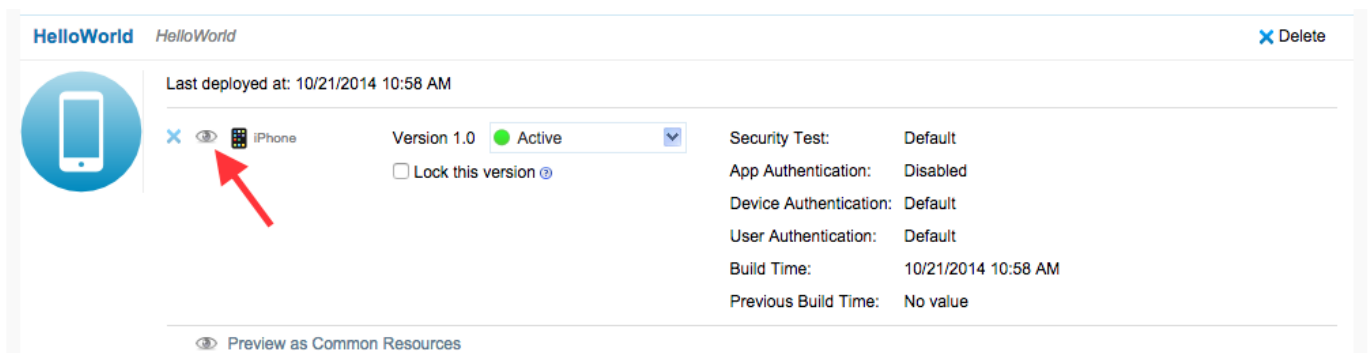 HelloWorld HelloWorld Delete
Last deployed at: 10/21/2014 10:58 AM
iPhone Version 1.0 Active Security Test: Default
Lock this version ? App Authentication: Disabled
Device Authentication: Default
User Authentication: Default
Build Time: 10/21/2014 10:58 AM
Previous Build Time: No value
Preview as Common Resources